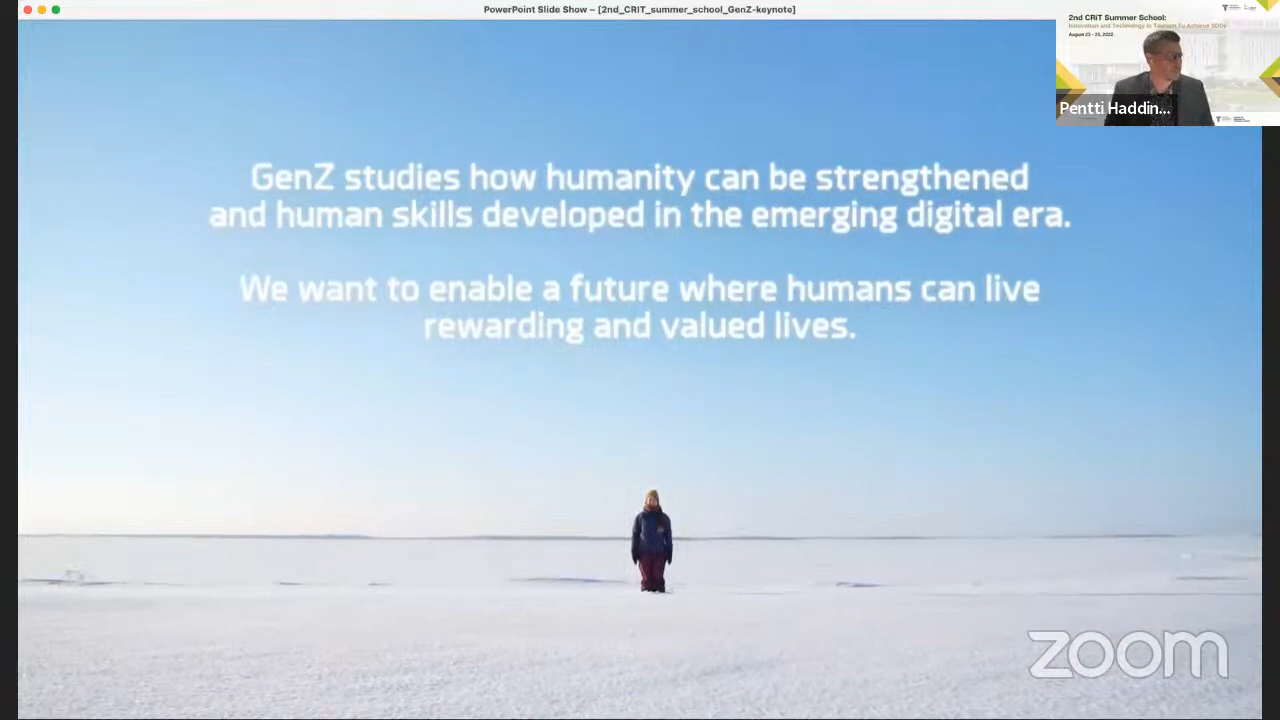 PowerPoint Slide Show – [2nd_CRIT_summer_school_GenZ-keynote]
2nd CRiT Summer School:
Innovation and Technology in Tourism To Achieve SDGs
August 23 - 25, 2022
Pentti Haddin...
GenZ studies how humanity can be strengthened
and human skills developed in the emerging digital era.
We want to enable a future where humans can live
rewarding and valued lives.
zoom